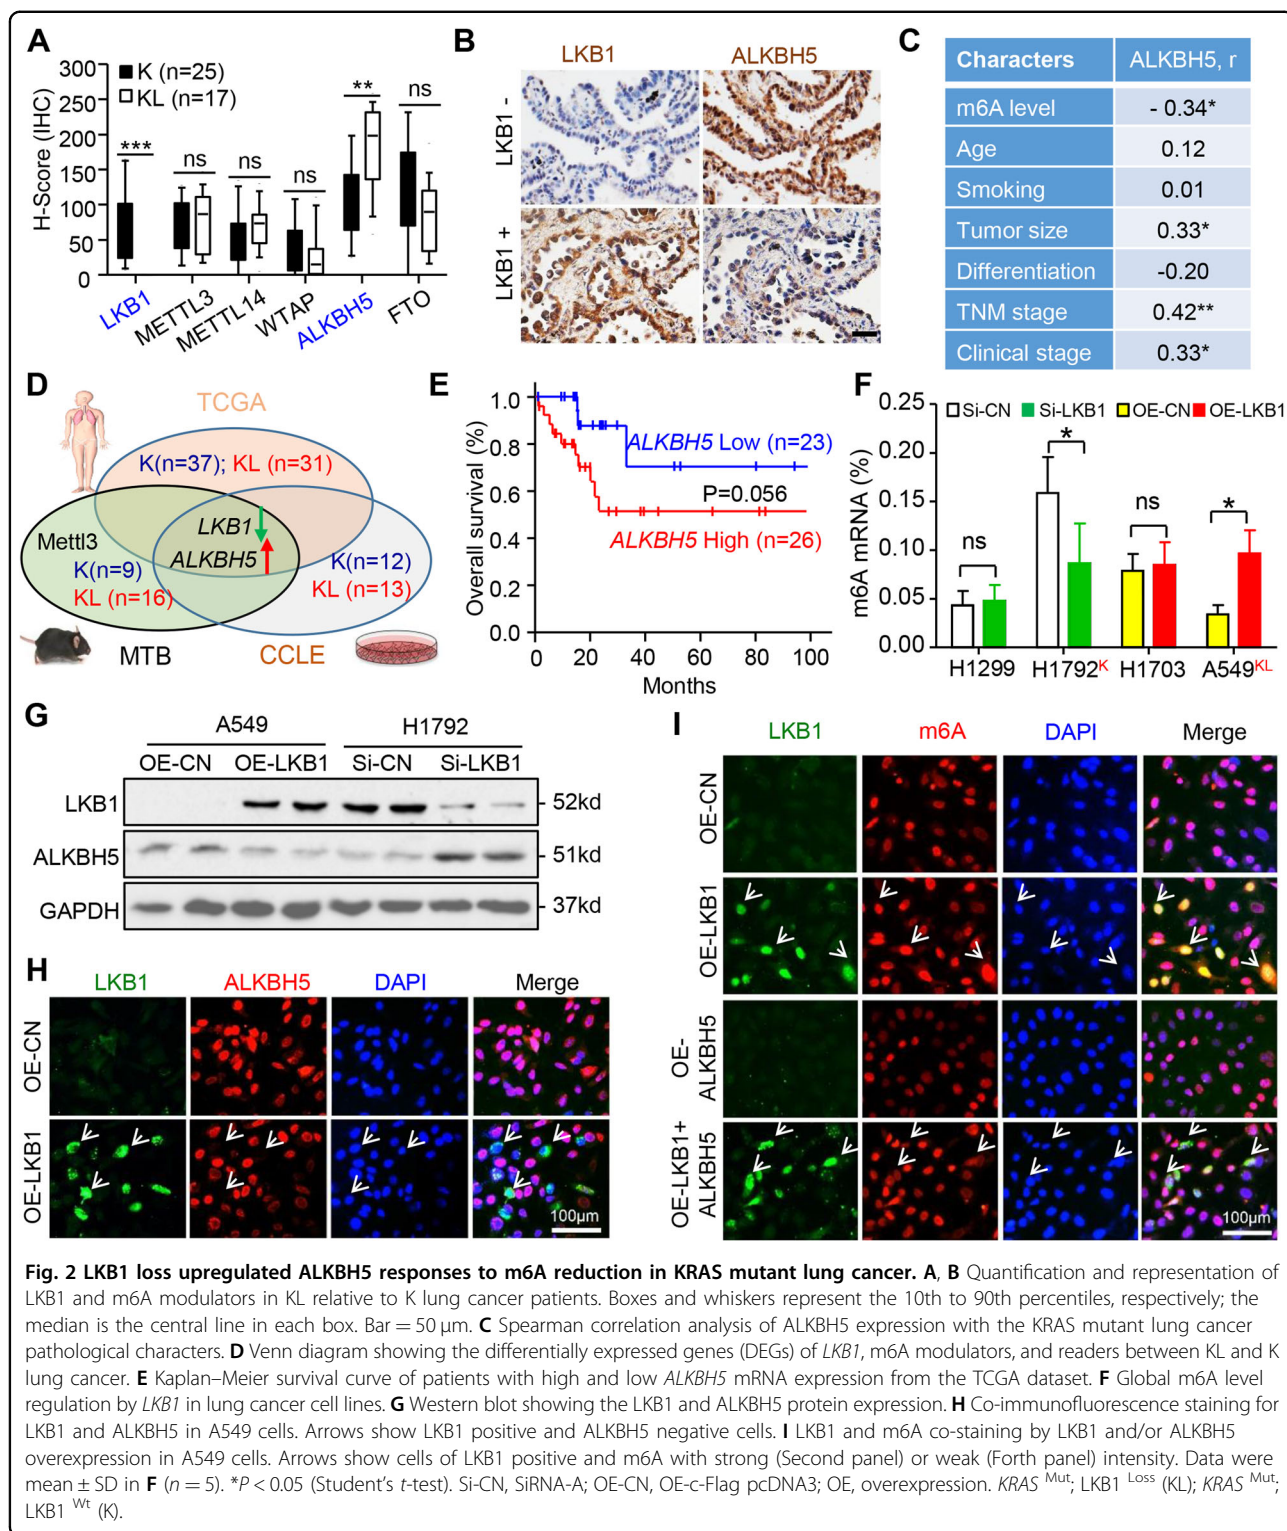 A
300
250
200
150
100
50
0
H-Score (IHC)
K (n=25)
KL (n=17)
***
ns
ns
ns
**
ns
LKB1
METTL3
METTL14
WTAP
ALKBH5
FTO
B
LKB1
ALKBH5
LKB1 -
LKB1 +
C
Characters ALKBH5, r
m6A level - 0.34*
Age 0.12
Smoking 0.01
Tumor size 0.33*
Differentiation -0.20
TNM stage 0.42**
Clinical stage 0.33*
D
TCGA
K(n=37); KL (n=31)
LKB1
ALKBH5
Mettl3
K(n=9)
KL (n=16)
K(n=12)
KL (n=13)
MTB
CCLE
E
Overall survival (%)
1.0
0.8
0.6
0.4
0.2
0.0
ALKBH5 Low (n=23)
P=0.056
ALKBH5 High (n=26)
0 20 40 60 80 100
Months
F
0.25
0.20
0.15
0.10
0.05
0.00
m6A mRNA (%)
Si-CN Si-LKB1 OE-CN OE-LKB1
ns
*
ns
*
H1299 H1792K H1703 A549KL
G
A549 H1792
OE-CN OE-LKB1 Si-CN Si-LKB1
LKB1 - 52kd
ALKBH5 - 51kd
GAPDH - 37kd
H
LKB1 ALKBH5 DAPI Merge
OE-CN
OE-LKB1
100µm
I
LKB1 m6A DAPI Merge
OE-CN
OE-LKB1
OE-
ALKBH5
OE-LKB1+
ALKBH5
100µm
Fig. 2 LKB1 loss upregulated ALKBH5 responses to m6A reduction in KRAS mutant lung cancer. A, B Quantification and representation of
LKB1 and m6A modulators in KL relative to K lung cancer patients. Boxes and whiskers represent the 10th to 90th percentiles, respectively; the
median is the central line in each box. Bar = 50 µm. C Spearman correlation analysis of ALKBH5 expression with the KRAS mutant lung cancer
pathological characters. D Venn diagram showing the differentially expressed genes (DEGs) of LKB1, m6A modulators, and readers between KL and K
lung cancer. E Kaplan–Meier survival curve of patients with high and low ALKBH5 mRNA expression from the TCGA dataset. F Global m6A level
regulation by LKB1 in lung cancer cell lines. G Western blot showing the LKB1 and ALKBH5 protein expression. H Co-immunofluorescence staining for
LKB1 and ALKBH5 in A549 cells. Arrows show LKB1 positive and ALKBH5 negative cells. I LKB1 and m6A co-staining by LKB1 and/or ALKBH5
overexpression in A549 cells. Arrows show cells of LKB1 positive and m6A with strong (Second panel) or weak (Forth panel) intensity. Data were
mean ± SD in F (n = 5). *P < 0.05 (Student's t-test). Si-CN, SiRNA-A; OE-CN, OE-c-Flag pcDNA3; OE, overexpression. KRAS Mut; LKB1 Loss (KL); KRAS Mut;
LKB1 Wt (K).